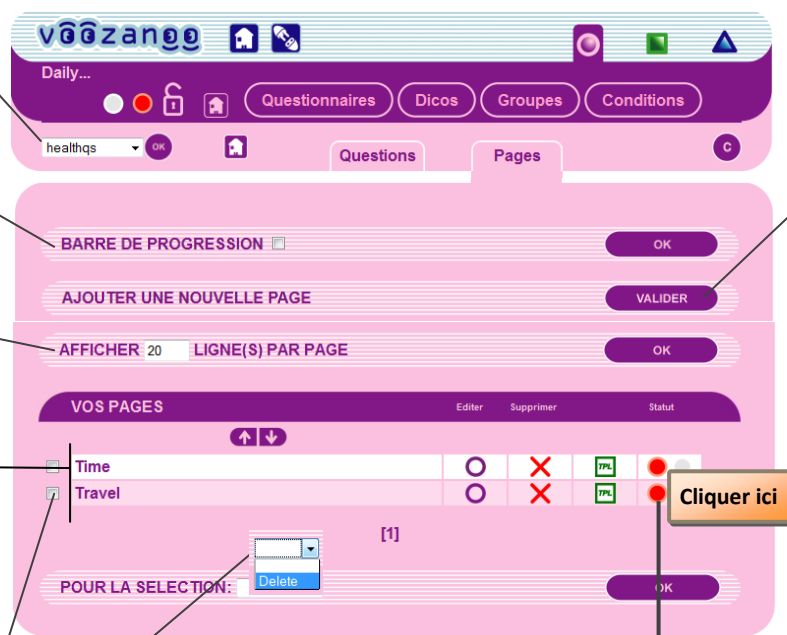 voozanoo
Daily...
Questionnaires Dicos Groupes Conditions
healthqs OK Questions Pages C
BARRE DE PROGRESSION OK
AJOUTER UNE NOUVELLE PAGE VALIDER
AFFICHER 20 LIGNE(S) PAR PAGE OK
VOS PAGES Editer Supprimer Statut
Time TPL
Travel TPL
Cliquer ici
[1]
POUR LA SELECTION: Delete OK